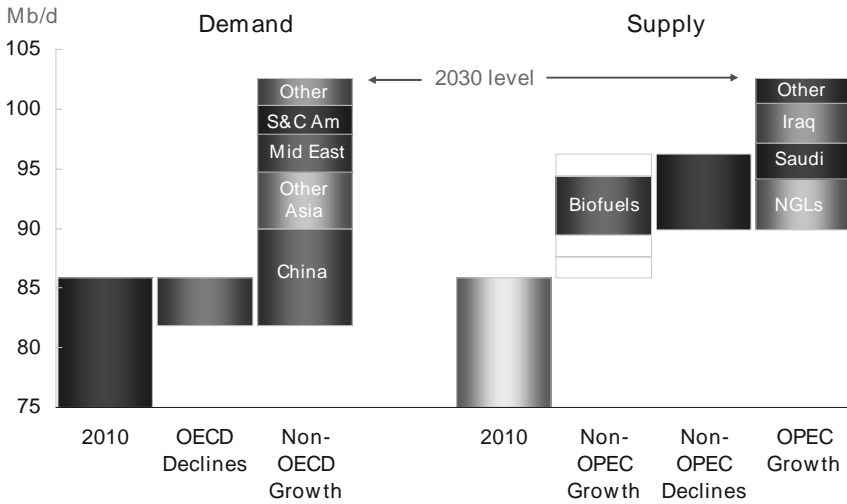 Mb/d
Demand
Supply
105
100
95
90
85
80
75
2030 level
Other
S&C Am
Mid East
Other
Asia
China
Biofuels
Other
Iraq
Saudi
NGLs
2010
OECD
Declines
Non-
OECD
Growth
2010
Non-
OPEC
Growth
Non-
OPEC
Declines
OPEC
Growth